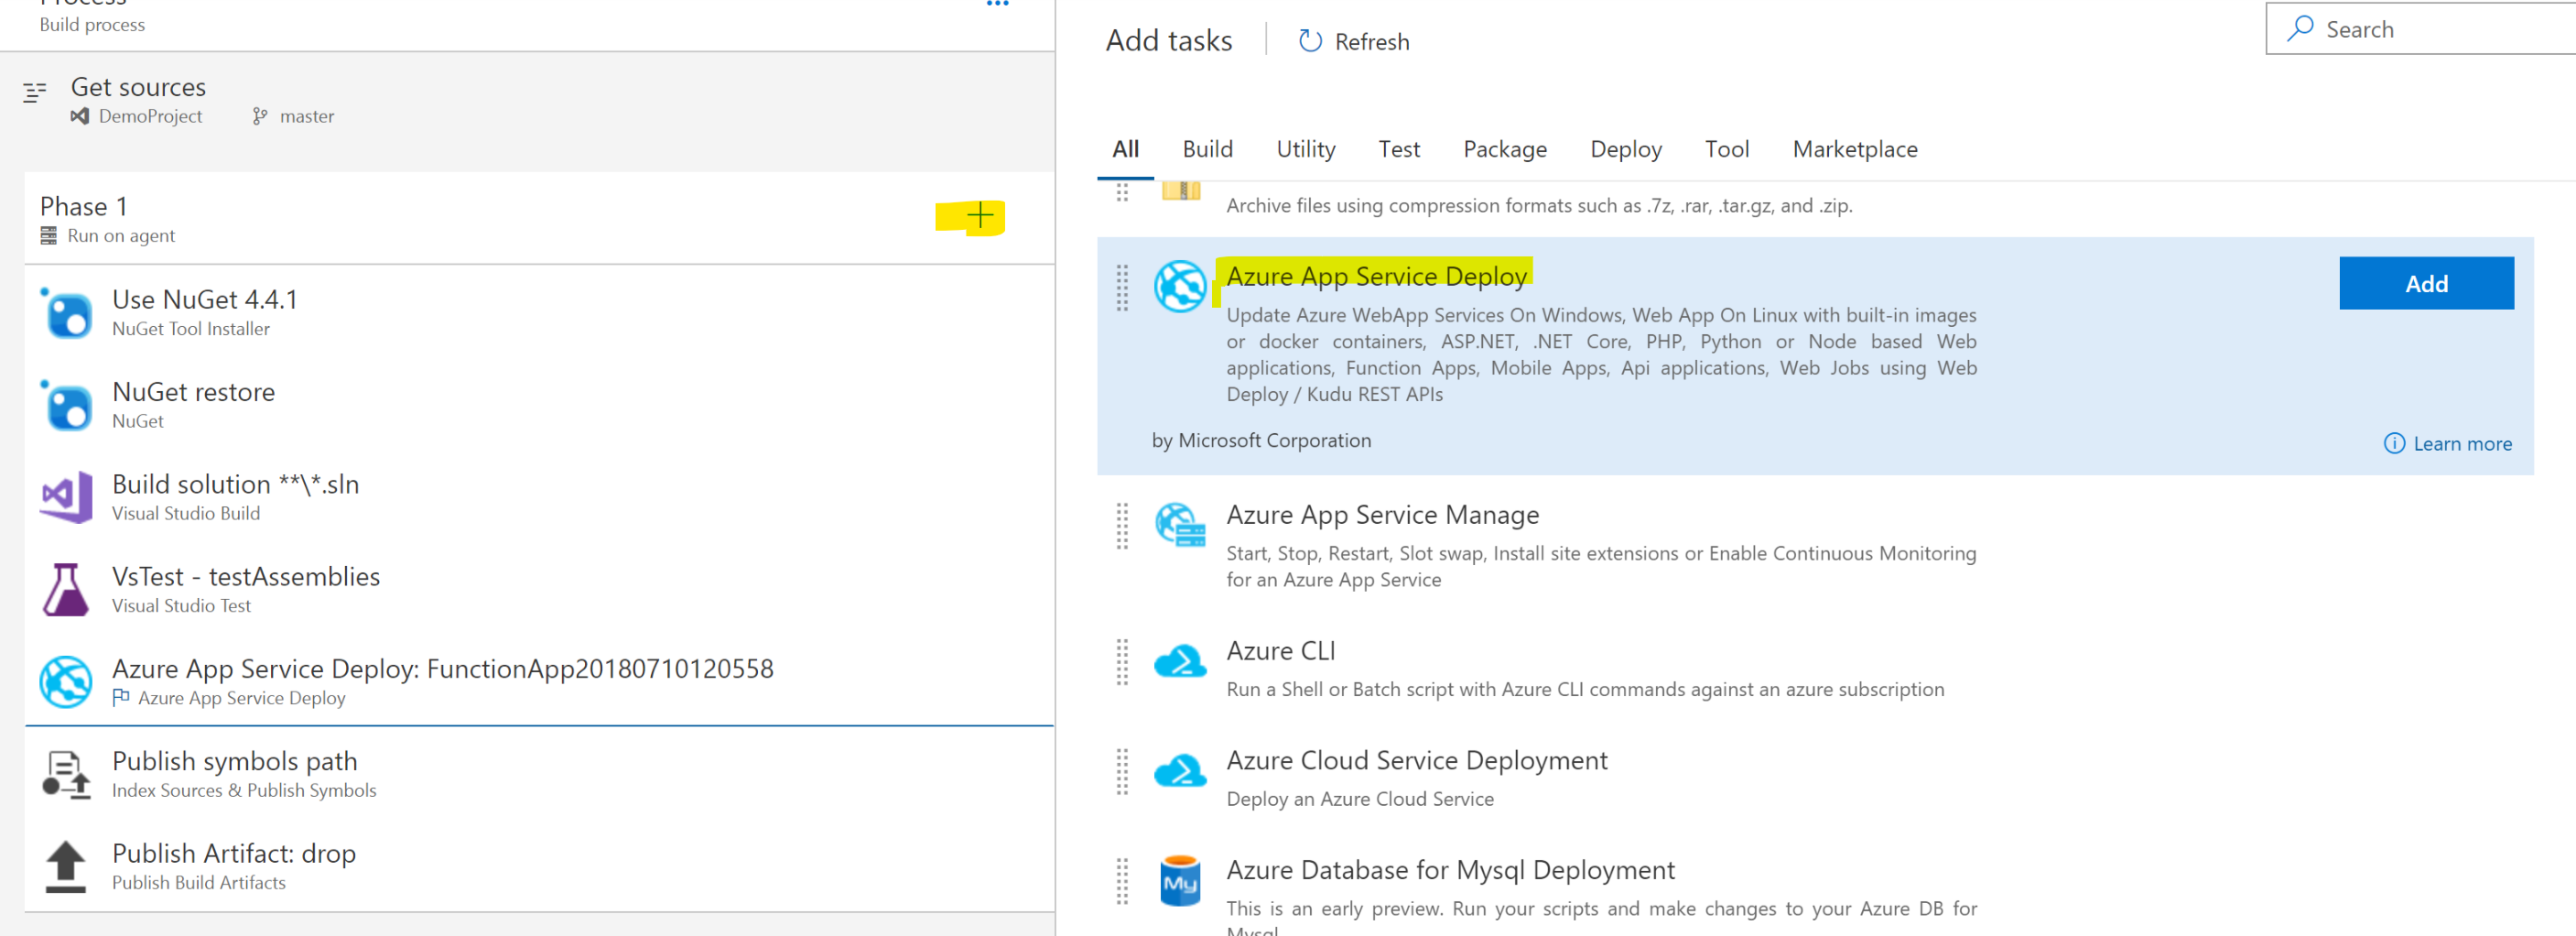 Process
Build process
Get sources
DemoProject master
Phase 1
Run on agent
Use NuGet 4.4.1
NuGet Tool Installer
NuGet restore
NuGet
Build solution **\*.sln
Visual Studio Build
VsTest - testAssemblies
Visual Studio Test
Azure App Service Deploy: FunctionApp20180710120558
Azure App Service Deploy
Publish symbols path
Index Sources & Publish Symbols
Publish Artifact: drop
Publish Build Artifacts
Add tasks
Refresh
Search
All Build Utility Test Package Deploy Tool Marketplace
Archive files using compression formats such as .7z, .rar, .tar.gz, and .zip.
Azure App Service Deploy
Add
Update Azure WebApp Services On Windows, Web App On Linux with built-in images
or docker containers, ASP.NET, .NET Core, PHP, Python or Node based Web
applications, Function Apps, Mobile Apps, Api applications, Web Jobs using Web
Deploy / Kudu REST APIs
by Microsoft Corporation
Learn more
Azure App Service Manage
Start, Stop, Restart, Slot swap, Install site extensions or Enable Continuous Monitoring
for an Azure App Service
Azure CLI
Run a Shell or Batch script with Azure CLI commands against an azure subscription
Azure Cloud Service Deployment
Deploy an Azure Cloud Service
My
Azure Database for Mysql Deployment
This is an early preview. Run your scripts and make changes to your Azure DB for
Mysql